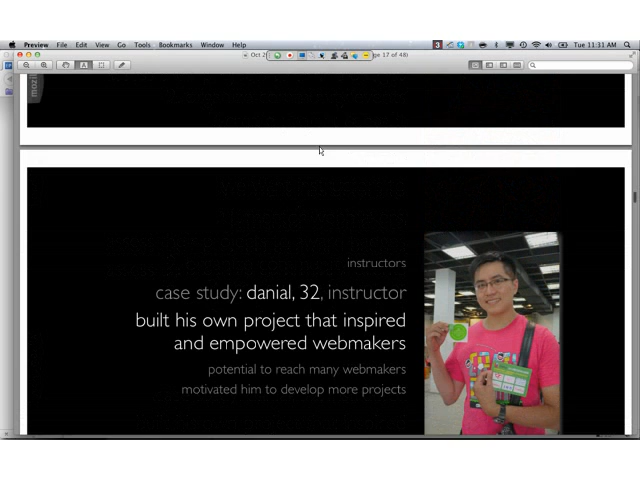 Preview File Edit View Go Tools Bookmarks Window Help
3
Tue 11:31 AM
Oct 2
ge 17 of 48)
mozil
instructors
case study: danial, 32, instructor
built his own project that inspired
and empowered webmakers
potential to reach many webmakers
motivated him to develop more projects